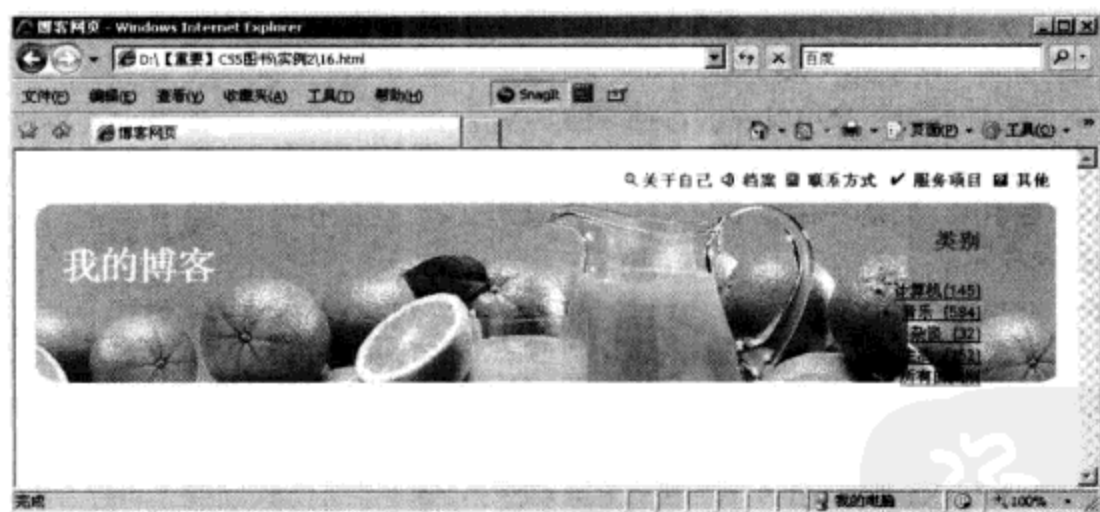 博客网页 - Windows Internet Explorer
D:\【重要】CSS图书\实例2\16.html
百度
文件(F) 编辑(E) 查看(V) 收藏夹(A) 工具(T) 帮助(H) SnagIt
博客网页
页面(P) 工具(O)
关于自己 档案 联系方式 服务项目 其他
我的博客
类别
计算机(145)
音乐 (584)
杂谈 (32)
所有
完成
我的电脑
100%